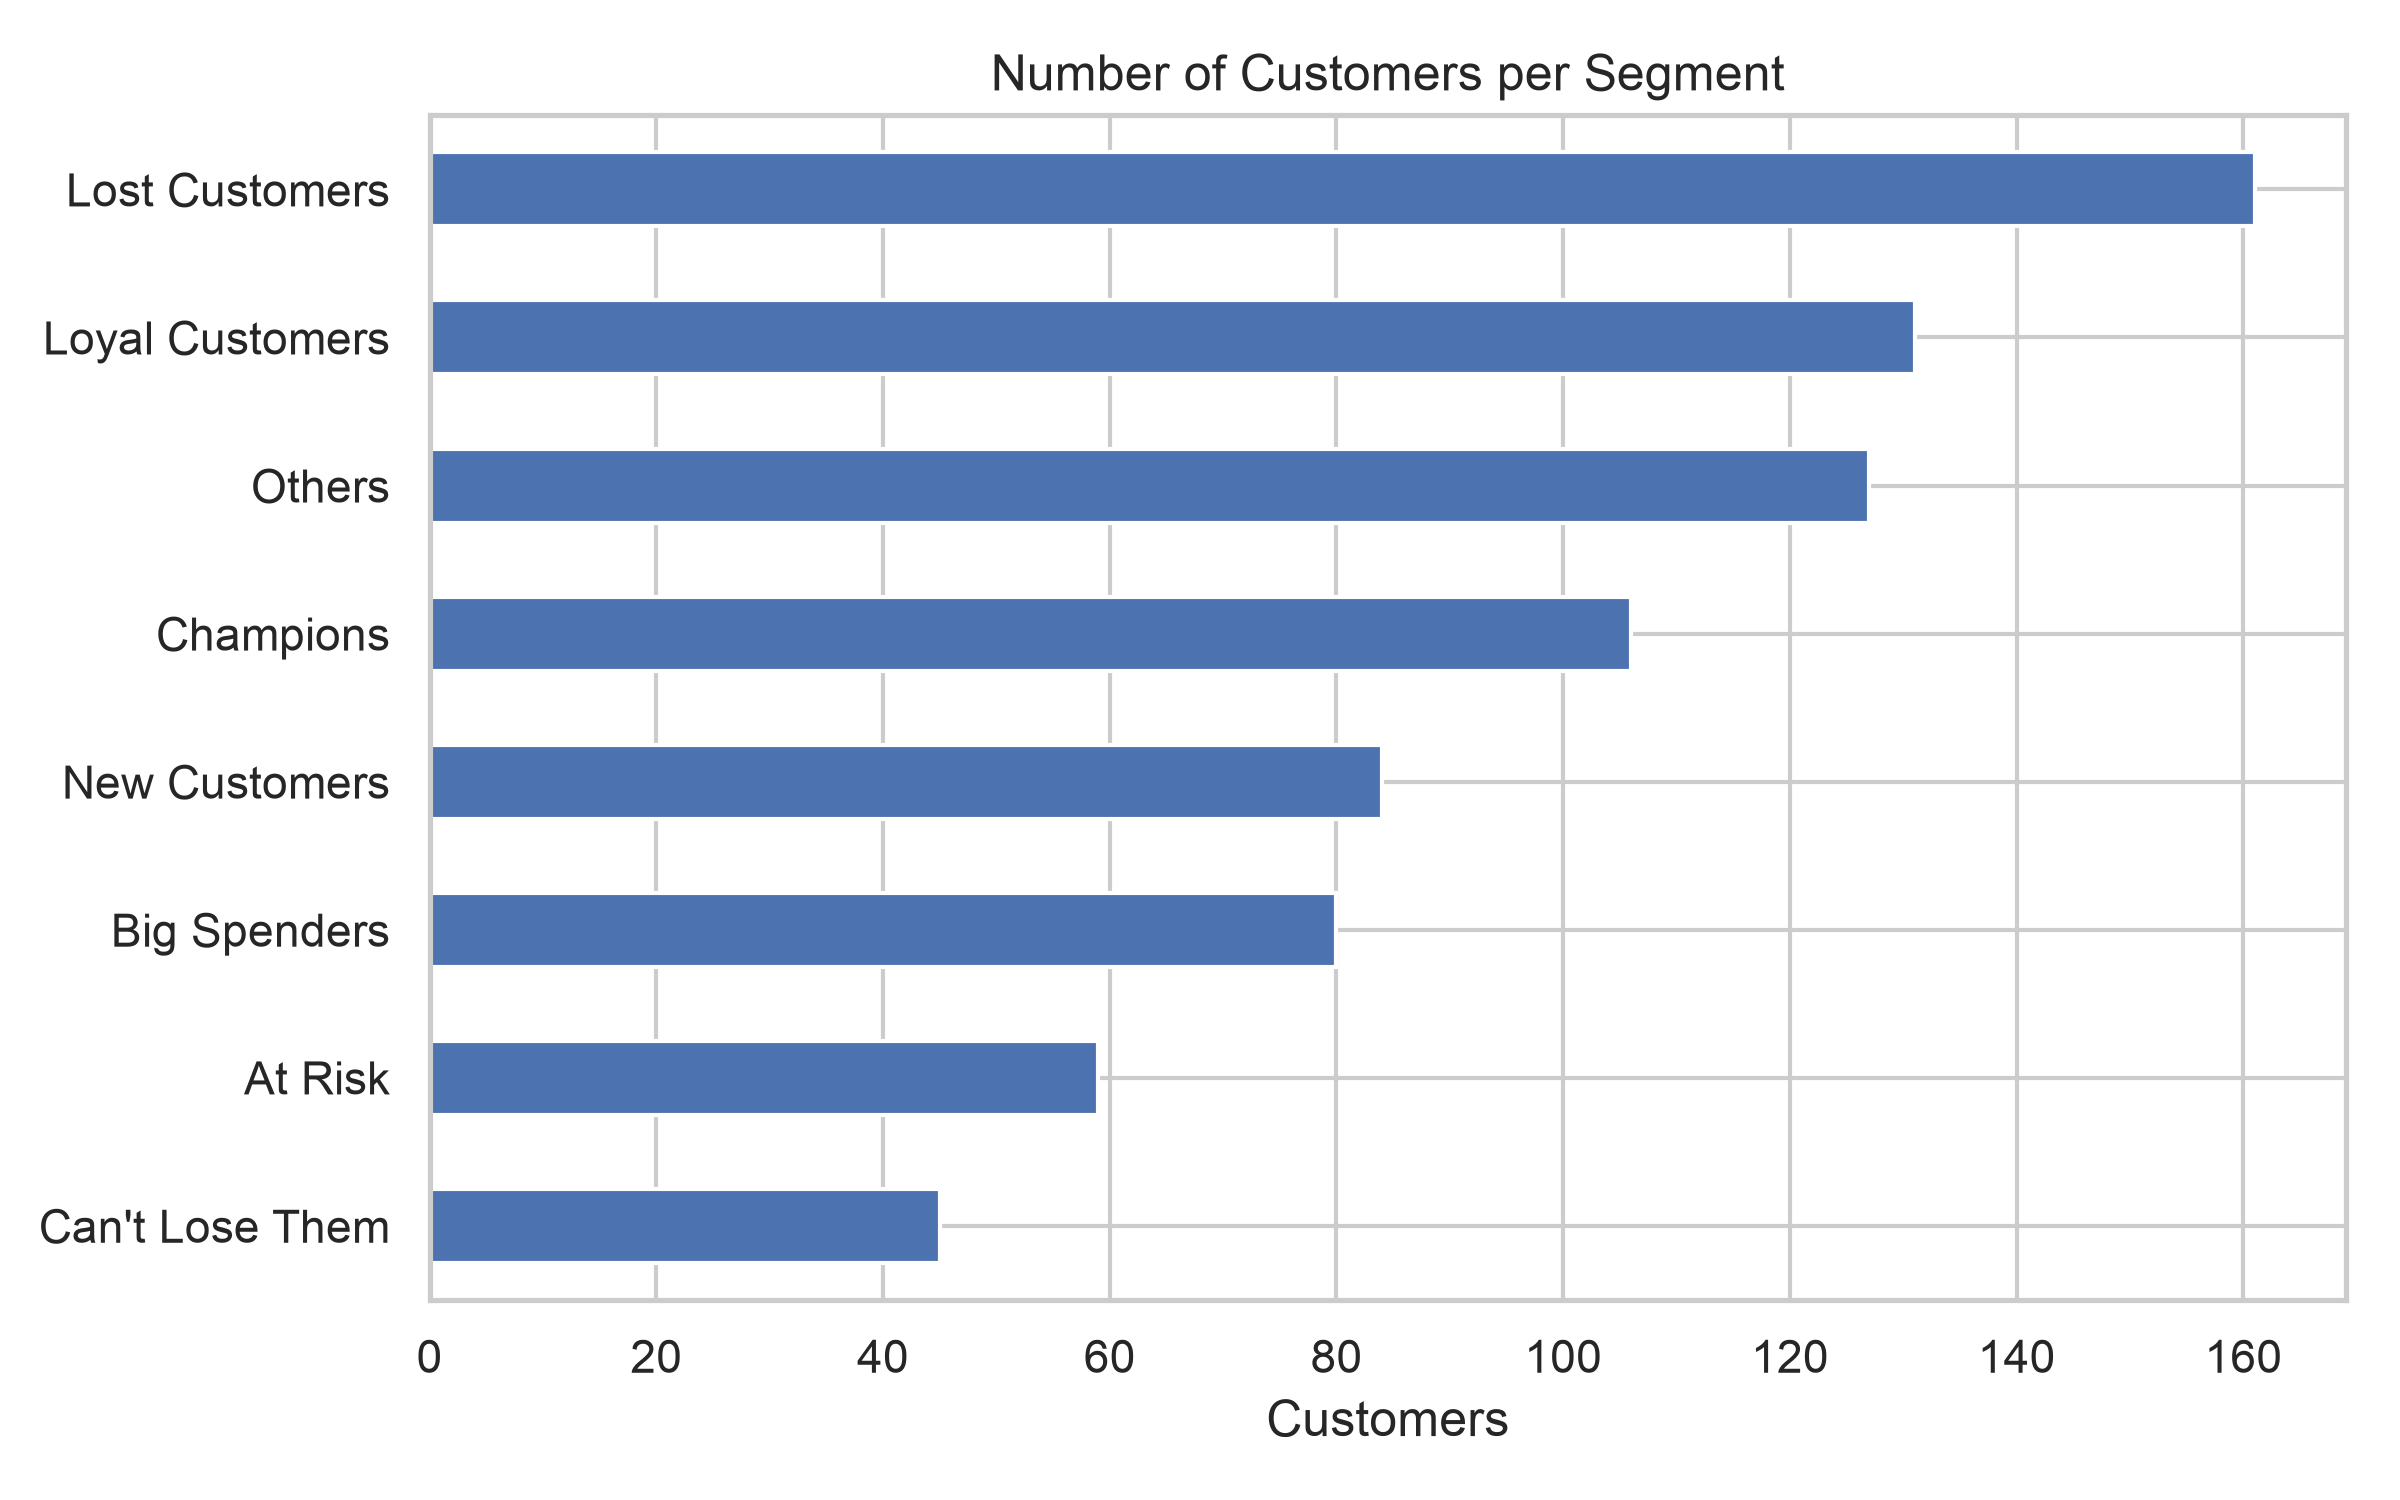 Number of Customers per Segment
Lost Customers
Loyal Customers
Others
Champions
New Customers
Big Spenders
At Risk
Can't Lose Them
0 20 40 60 80 100 120 140 160
Customers